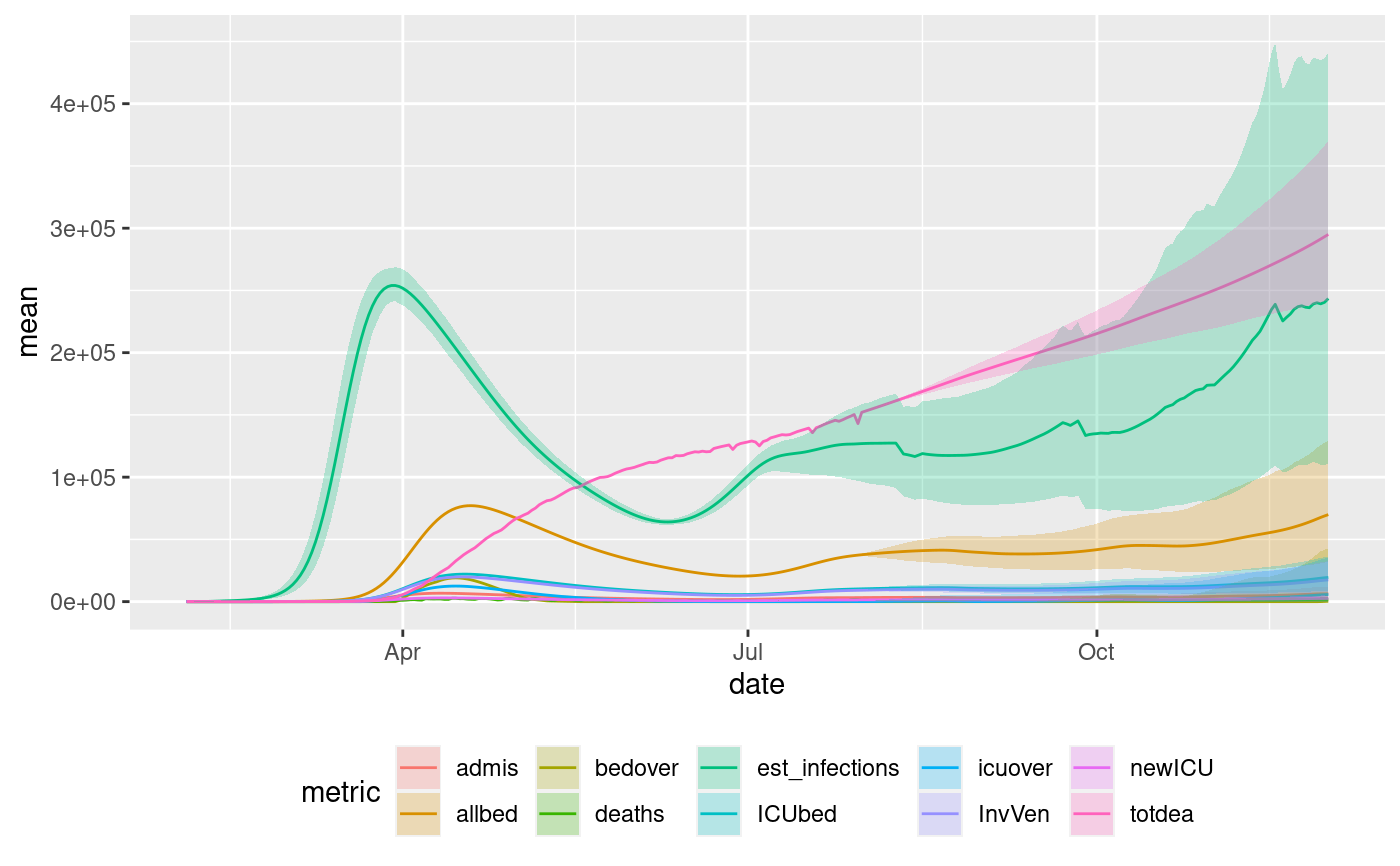 4e+05
3e+05
2e+05
1e+05
0e+00
mean
Apr Jul Oct
date
metric
admis bedover est_infections icuover newICU
allbed deaths ICUbed InvVen totdea